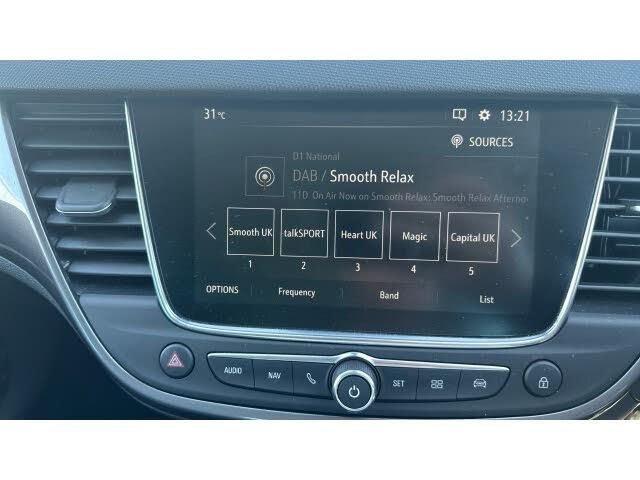 31°C 13:21
SOURCES
D1 National
DAB / Smooth Relax
11D On Air Now on Smooth Relax: Smooth Relax Afterno
Smooth UK talkSPORT Heart UK Magic Capital UK
1 2 3 4 5
OPTIONS Frequency Band List
AUDIO NAV SET